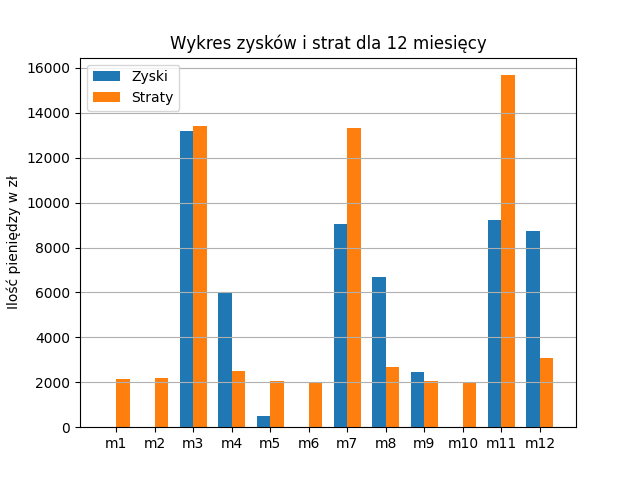 Wykres zysków i strat dla 12 miesięcy
Zyski
Straty
Ilość pieniędzy w zł
16000
14000
12000
10000
8000
6000
4000
2000
0
m1 m2 m3 m4 m5 m6 m7 m8 m9 m10 m11 m12